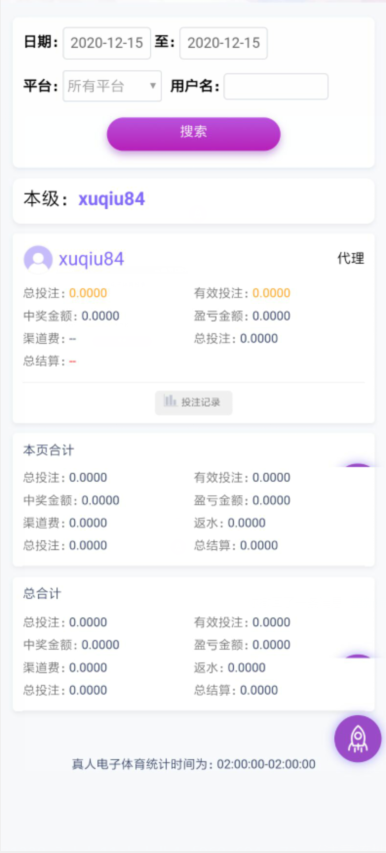 日期: 2020-12-15 至: 2020-12-15
平台: 所有平台 用户名:
搜索
本级: xuqiu84
xuqiu84 代理
总投注: 0.0000 有效投注: 0.0000
中奖金额: 0.0000 盈亏金额: 0.0000
渠道费: -- 总投注: 0.0000
总结算: --
投注记录
本页合计
总投注: 0.0000 有效投注: 0.0000
中奖金额: 0.0000 盈亏金额: 0.0000
渠道费: 0.0000 返水: 0.0000
总投注: 0.0000 总结算: 0.0000
总合计
总投注: 0.0000 有效投注: 0.0000
中奖金额: 0.0000 盈亏金额: 0.0000
渠道费: 0.0000 返水: 0.0000
总投注: 0.0000 总结算: 0.0000
真人电子体育统计时间为: 02:00:00-02:00:00